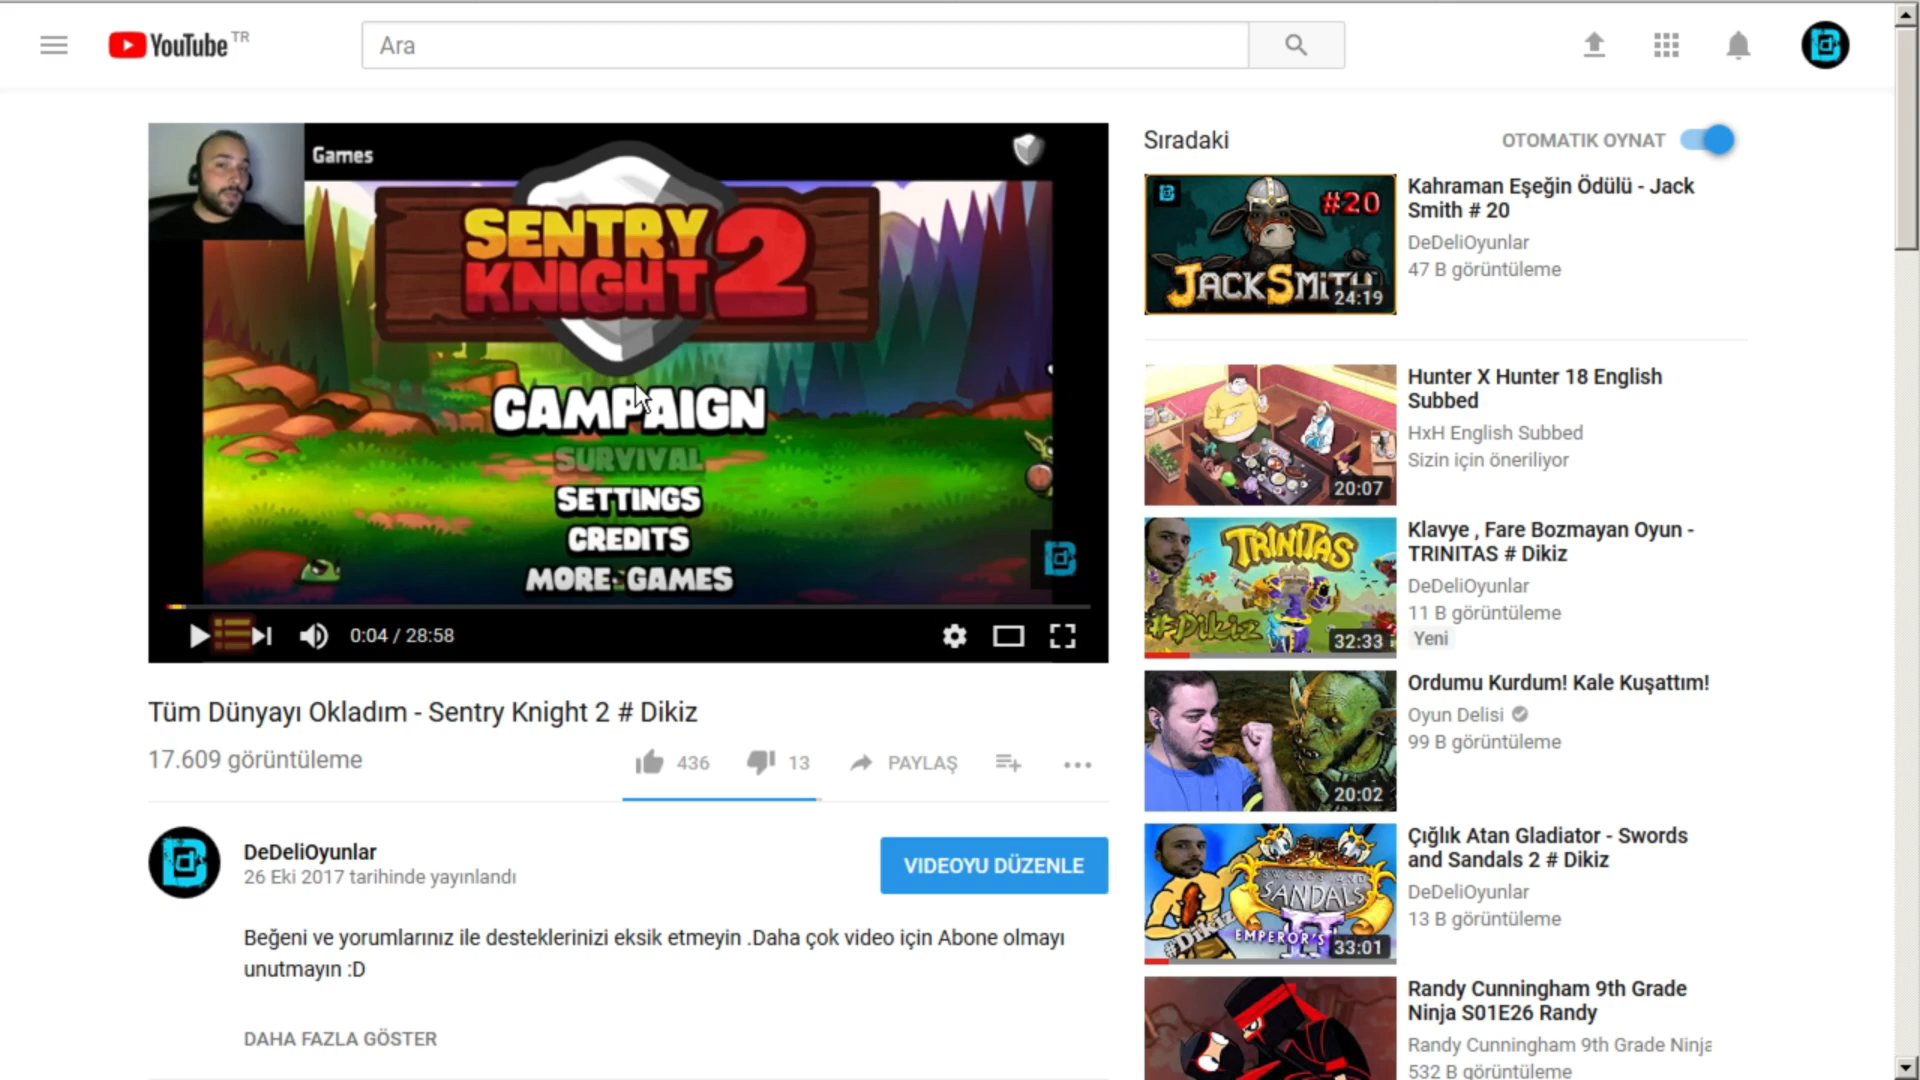 YouTube TR
Ara
Games
SENTRY
KNIGHT 2
CAMPAIGN
SURVIVAL
SETTINGS
CREDITS
MORE GAMES
0:04 / 28:58
Tüm Dünyayı Okladım - Sentry Knight 2 # Dikiz
17.609 görüntüleme
436
13
PAYLAŞ
DeDeliOyunlar
26 Eki 2017 tarihinde yayınlandı
VIDEOYU DÜZENLE
Beğeni ve yorumlarınız ile desteklerinizi eksik etmeyin .Daha çok video için Abone olmayı
unutmayın :D
DAHA FAZLA GÖSTER
Sıradaki
OTOMATIK OYNAT
#20
JACKSMITH
24:19
Kahraman Eşeğin Ödülü - Jack
Smith # 20
DeDeliOyunlar
47 B görüntüleme
20:07
Hunter X Hunter 18 English
Subbed
HxH English Subbed
Sizin için öneriliyor
TRINITAS
#Dikiz
32:33
Klavye , Fare Bozmayan Oyun -
TRINITAS # Dikiz
DeDeliOyunlar
11 B görüntüleme
Yeni
20:02
Ordumu Kurdum! Kale Kuşattım!
Oyun Delisi
99 B görüntüleme
SWORDS AND
SANDALS
II
#Dikiz
EMPEROR'S
33:01
Çığlık Atan Gladiator - Swords
and Sandals 2 # Dikiz
DeDeliOyunlar
13 B görüntüleme
Randy Cunningham 9th Grade
Ninja S01E26 Randy
Randy Cunningham 9th Grade Ninja
532 B görüntüleme